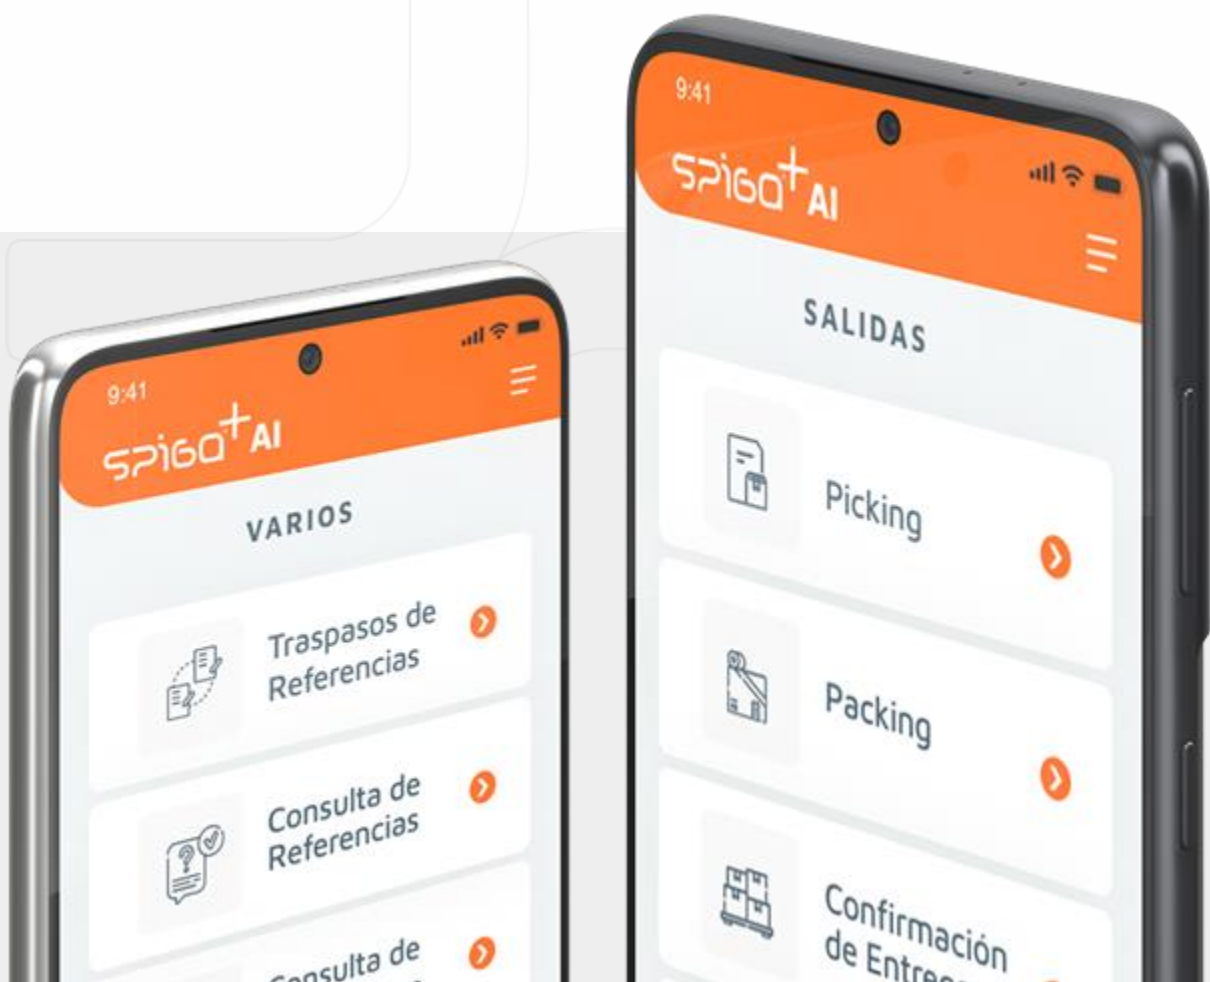 9:41
SPiGa+ AI
VARIOS
Traspasos de
Referencias
Consulta de
Referencias
Consulta de
9:41
SPiGa+ AI
SALIDAS
Picking
Packing
Confirmación
de